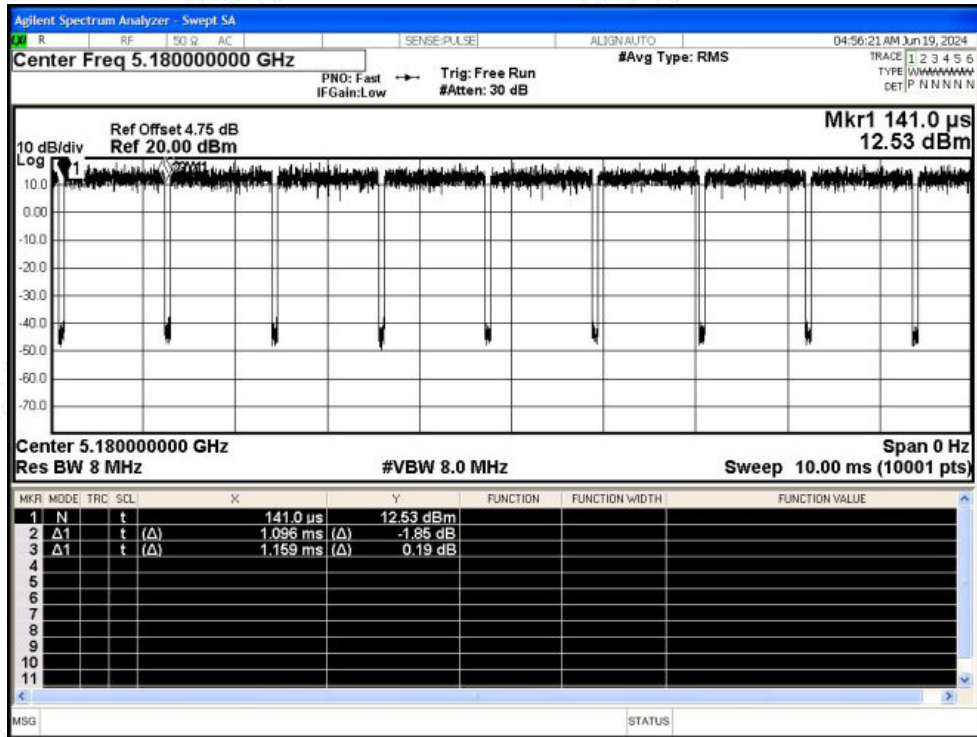 Agilent Spectrum Analyzer - Swept SA
R RF 50 Ω AC SENSE:PULSE ALIGNAUTO 04:56:21 AM Jun 19, 2024
Center Freq 5.180000000 GHz
PNO: Fast
IFGain:Low
Trig: Free Run
#Atten: 30 dB
#Avg Type: RMS
TRACE 1 2 3 4 5 6
TYPE
DET P N N N N N
Mkr1 141.0 µs
12.53 dBm
Ref Offset 4.75 dB
10 dB/div Ref 20.00 dBm
Log
1
10.0
0.00
-10.0
-20.0
-30.0
-40.0
-50.0
-60.0
-70.0
Center 5.180000000 GHz Span 0 Hz
Res BW 8 MHz #VBW 8.0 MHz Sweep 10.00 ms (10001 pts)
MKR MODE TRC SCL X Y FUNCTION FUNCTION WIDTH FUNCTION VALUE
1 N t 141.0 µs 12.53 dBm
2 Δ1 t (Δ) 1.096 ms (Δ) -1.85 dB
3 Δ1 t (Δ) 1.159 ms (Δ) 0.19 dB
4
5
6
7
8
9
10
11
MSG STATUS